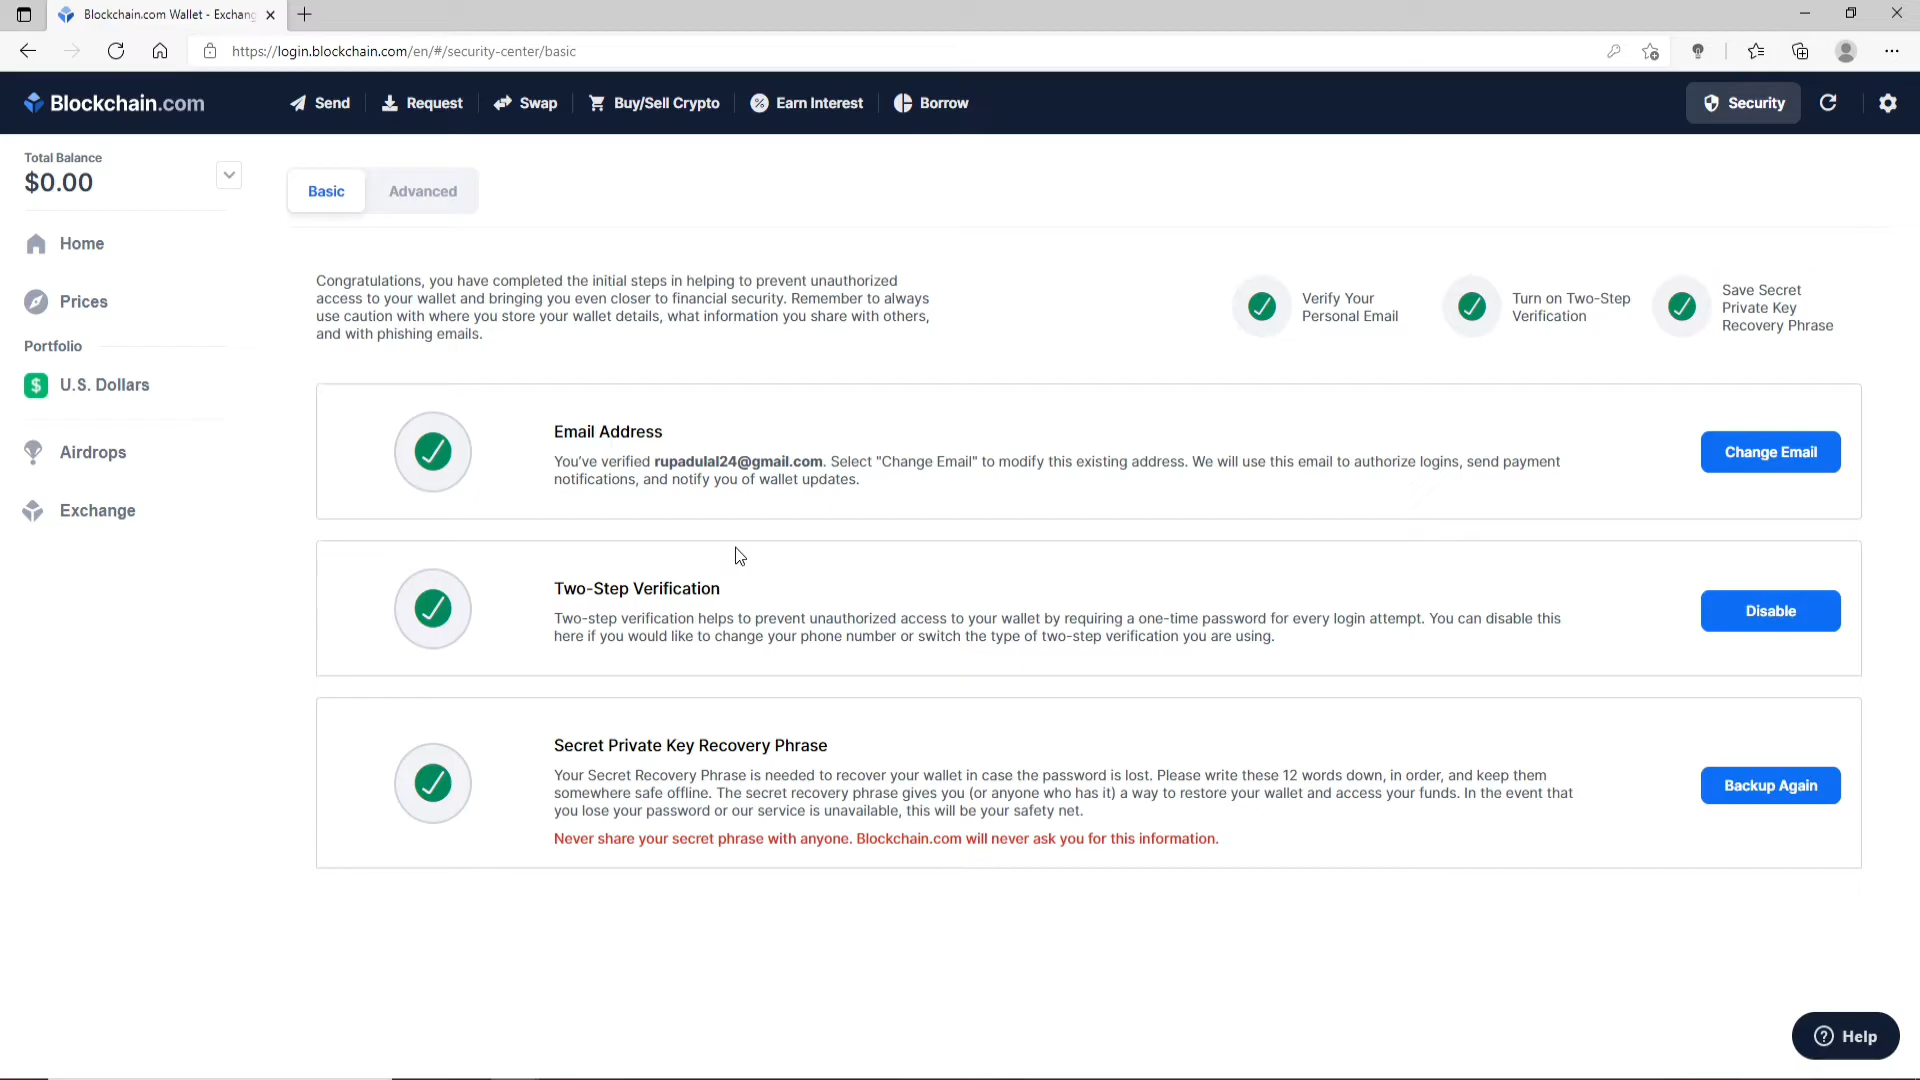 Blockchain.com Wallet - Exchang
https://login.blockchain.com/en/#/security-center/basic
Blockchain.com
Send
Request
Swap
Buy/Sell Crypto
Earn Interest
Borrow
Security
Total Balance
$0.00
Basic
Advanced
Home
Prices
Portfolio
U.S. Dollars
Airdrops
Exchange
Congratulations, you have completed the initial steps in helping to prevent unauthorized
access to your wallet and bringing you even closer to financial security. Remember to always
use caution with where you store your wallet details, what information you share with others,
and with phishing emails.
Verify Your
Personal Email
Turn on Two-Step
Verification
Save Secret
Private Key
Recovery Phrase
Email Address
You've verified rupadulal24@gmail.com. Select "Change Email" to modify this existing address. We will use this email to authorize logins, send payment
notifications, and notify you of wallet updates.
Change Email
Two-Step Verification
Two-step verification helps to prevent unauthorized access to your wallet by requiring a one-time password for every login attempt. You can disable this
here if you would like to change your phone number or switch the type of two-step verification you are using.
Disable
Secret Private Key Recovery Phrase
Your Secret Recovery Phrase is needed to recover your wallet in case the password is lost. Please write these 12 words down, in order, and keep them
somewhere safe offline. The secret recovery phrase gives you (or anyone who has it) a way to restore your wallet and access your funds. In the event that
you lose your password or our service is unavailable, this will be your safety net.
Never share your secret phrase with anyone. Blockchain.com will never ask you for this information.
Backup Again
Help